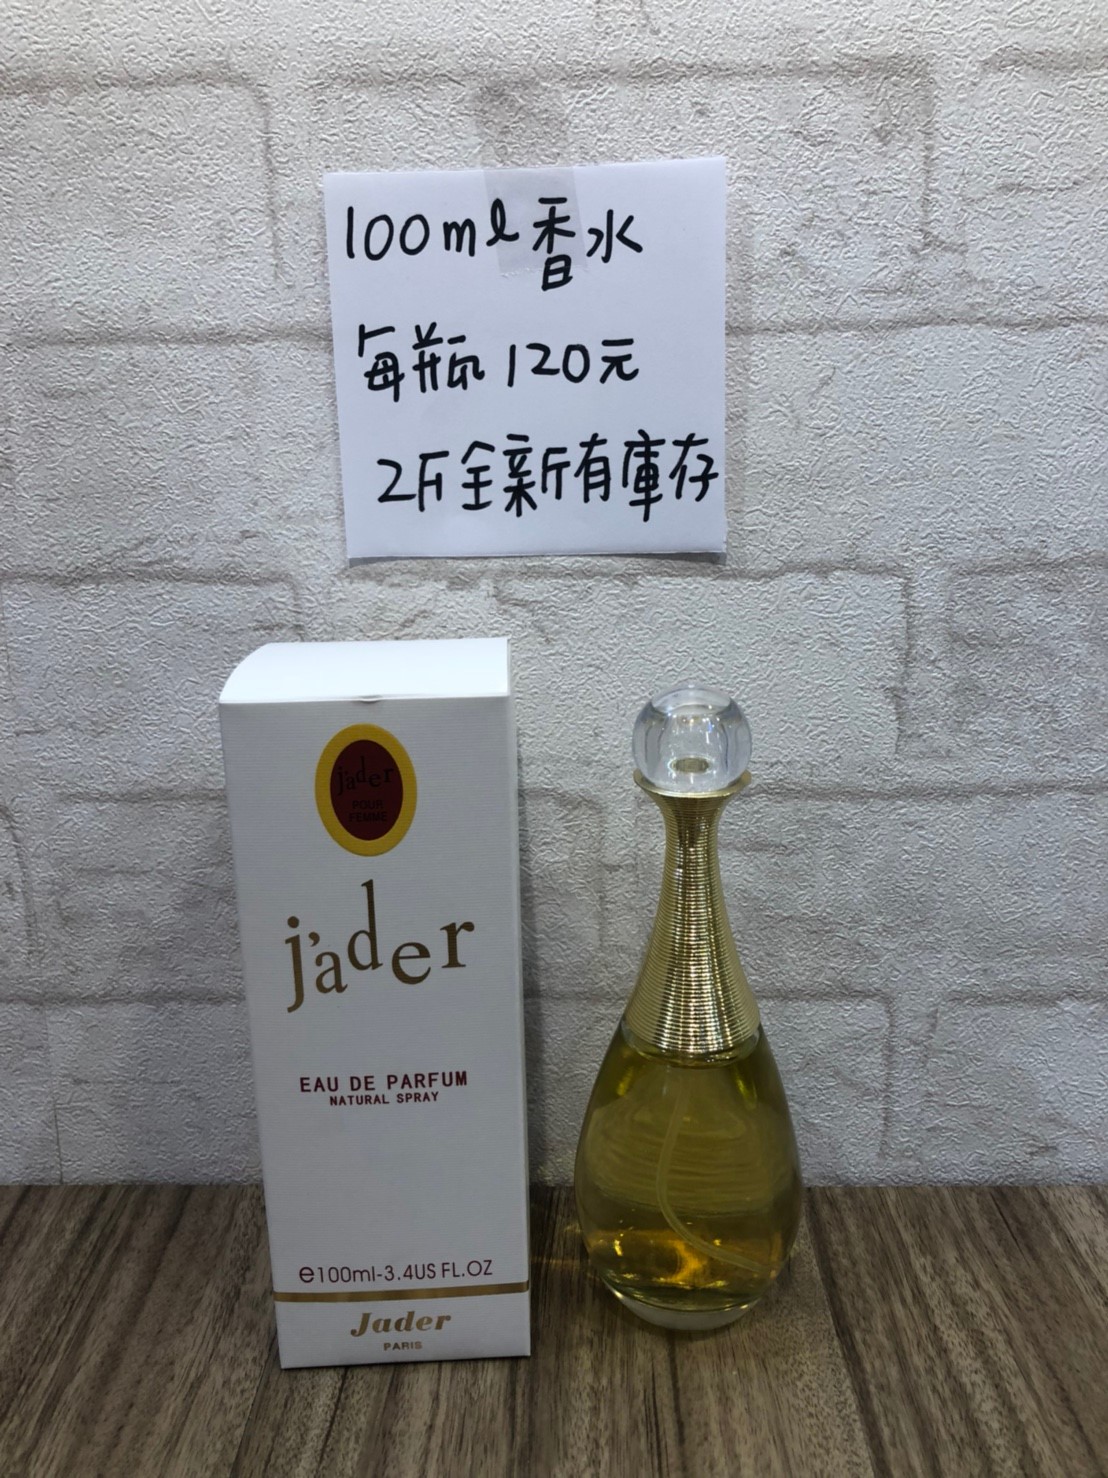 100ml香水
每瓶120元
2斤全新有庫存
j'ader
POUR
FEMME
j'ader
EAU DE PARFUM
NATURAL SPRAY
e100ml-3.4US FL.OZ
Jader
PARIS